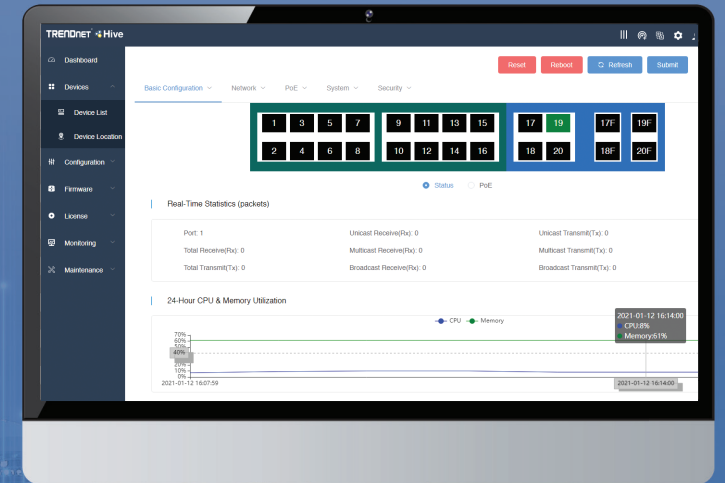 TRENDnet Hive
Dashboard
Devices
Device List
Device Location
Configuration
Firmware
License
Monitoring
Maintenance
Reset Reboot Refresh Submit
Basic Configuration Network PoE System Security
1 3 5 7 9 11 13 15 17 19 17F 19F
2 4 6 8 10 12 14 16 18 20 18F 20F
Status PoE
Real-Time Statistics (packets)
Port: 1 Unicast Receive(Rx): 0 Unicast Transmit(Tx): 0
Total Receive(Rx): 0 Multicast Receive(Rx): 0 Multicast Transmit(Tx): 0
Total Transmit(Tx): 0 Broadcast Receive(Rx): 0 Broadcast Transmit(Tx): 0
24-Hour CPU & Memory Utilization
CPU Memory
2021-01-12 16:14:00
CPU:8%
Memory:61%
70%
60%
50%
40%
20%
10%
0%
2021-01-12 16:07:59 2021-01-12 16:14:00